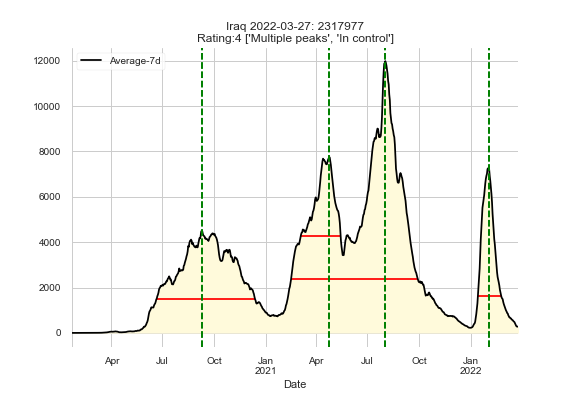 Iraq 2022-03-27: 2317977
Rating:4 ['Multiple peaks', 'In control']
Average-7d
12000
10000
8000
6000
4000
2000
0
Apr
Jul
Oct
Jan
2021
Apr
Jul
Oct
Jan
2022
Date